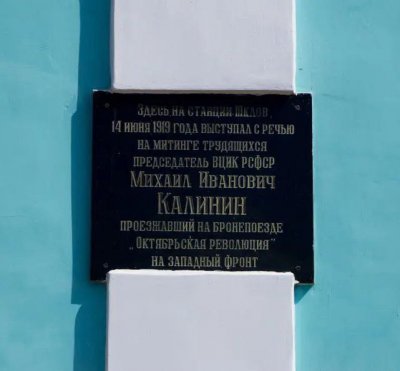 Здесь, на станции Шклов,
14 июня 1919 года выступал с речью
на митинге трудящихся
председатель ВЦИК РСФСР
Михаил Иванович
Калинин
проезжавший на бронепоезде
„Октябрьская революция”
на западный фронт